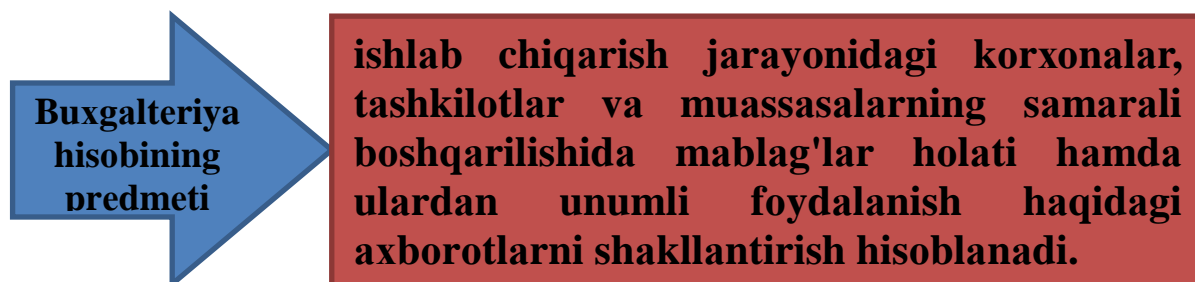 Buxgalteriya
hisobining
predmeti
ishlab chiqarish jarayonidagi korxonalar,
tashkilotlar va muassasalarning samarali
boshqarilishida mablag'lar holati hamda
ulardan unumli foydalanish haqidagi
axborotlarni shakllantirish hisoblanadi.